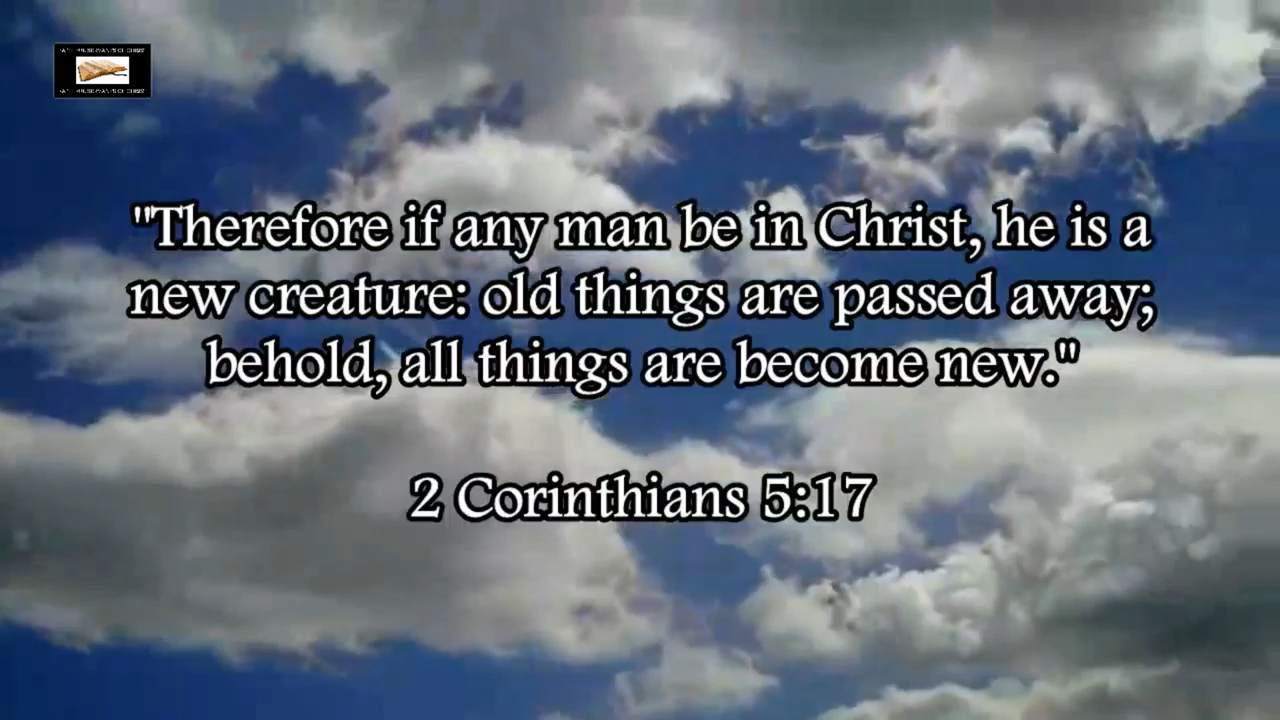 "Therefore if any man be in Christ, he is a
new creature: old things are passed away;
behold, all things are become new."
2 Corinthians 5:17